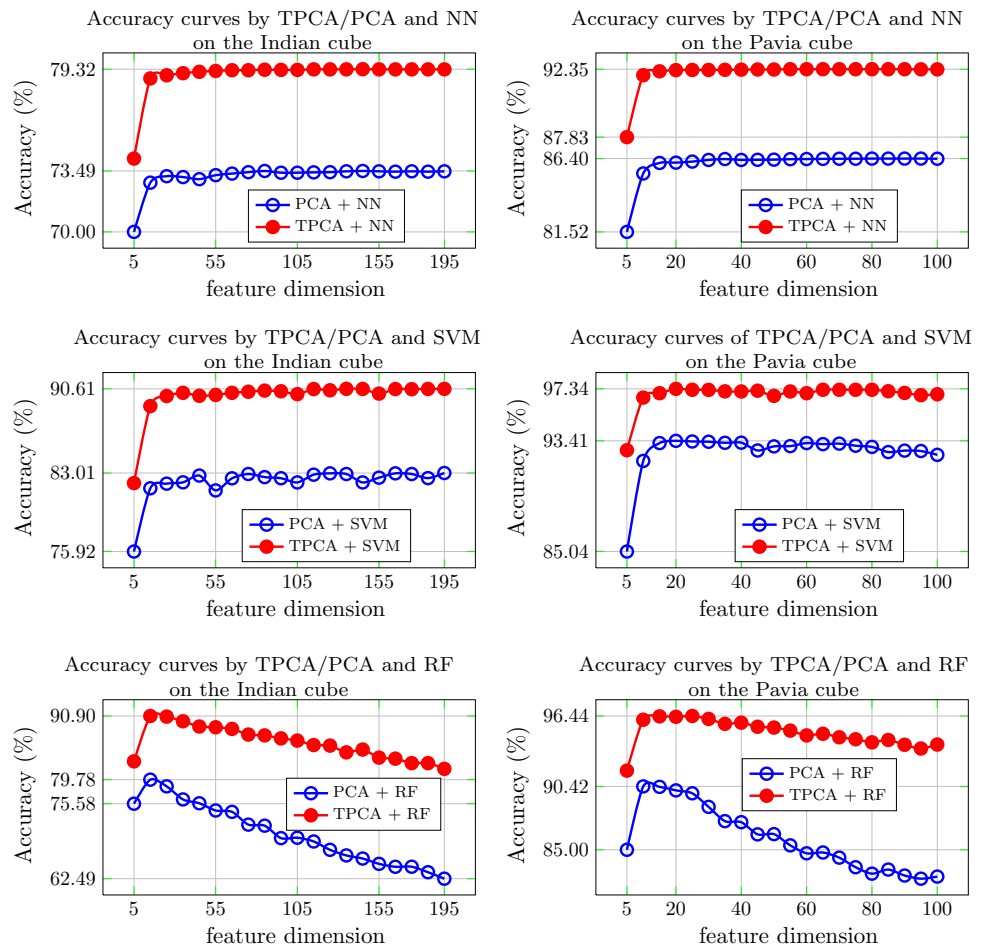 Accuracy curves by TPCA/PCA and NN
on the Indian cube
79.32
73.49
70.00
Accuracy (%)
PCA + NN
TPCA + NN
5 55 105 155 195
feature dimension
Accuracy curves by TPCA/PCA and NN
on the Pavia cube
92.35
87.83
86.40
81.52
Accuracy (%)
PCA + NN
TPCA + NN
5 20 40 60 80 100
feature dimension
Accuracy curves by TPCA/PCA and SVM
on the Indian cube
90.61
83.01
75.92
Accuracy (%)
PCA + SVM
TPCA + SVM
5 55 105 155 195
feature dimension
Accuracy curves of TPCA/PCA and SVM
on the Pavia cube
97.34
93.41
85.04
Accuracy (%)
PCA + SVM
TPCA + SVM
5 20 40 60 80 100
feature dimension
Accuracy curves by TPCA/PCA and RF
on the Indian cube
90.90
79.78
75.58
62.49
Accuracy (%)
PCA + RF
TPCA + RF
5 55 105 155 195
feature dimension
Accuracy curves by TPCA/PCA and RF
on the Pavia cube
96.44
90.42
85.00
Accuracy (%)
PCA + RF
TPCA + RF
5 20 40 60 80 100
feature dimension